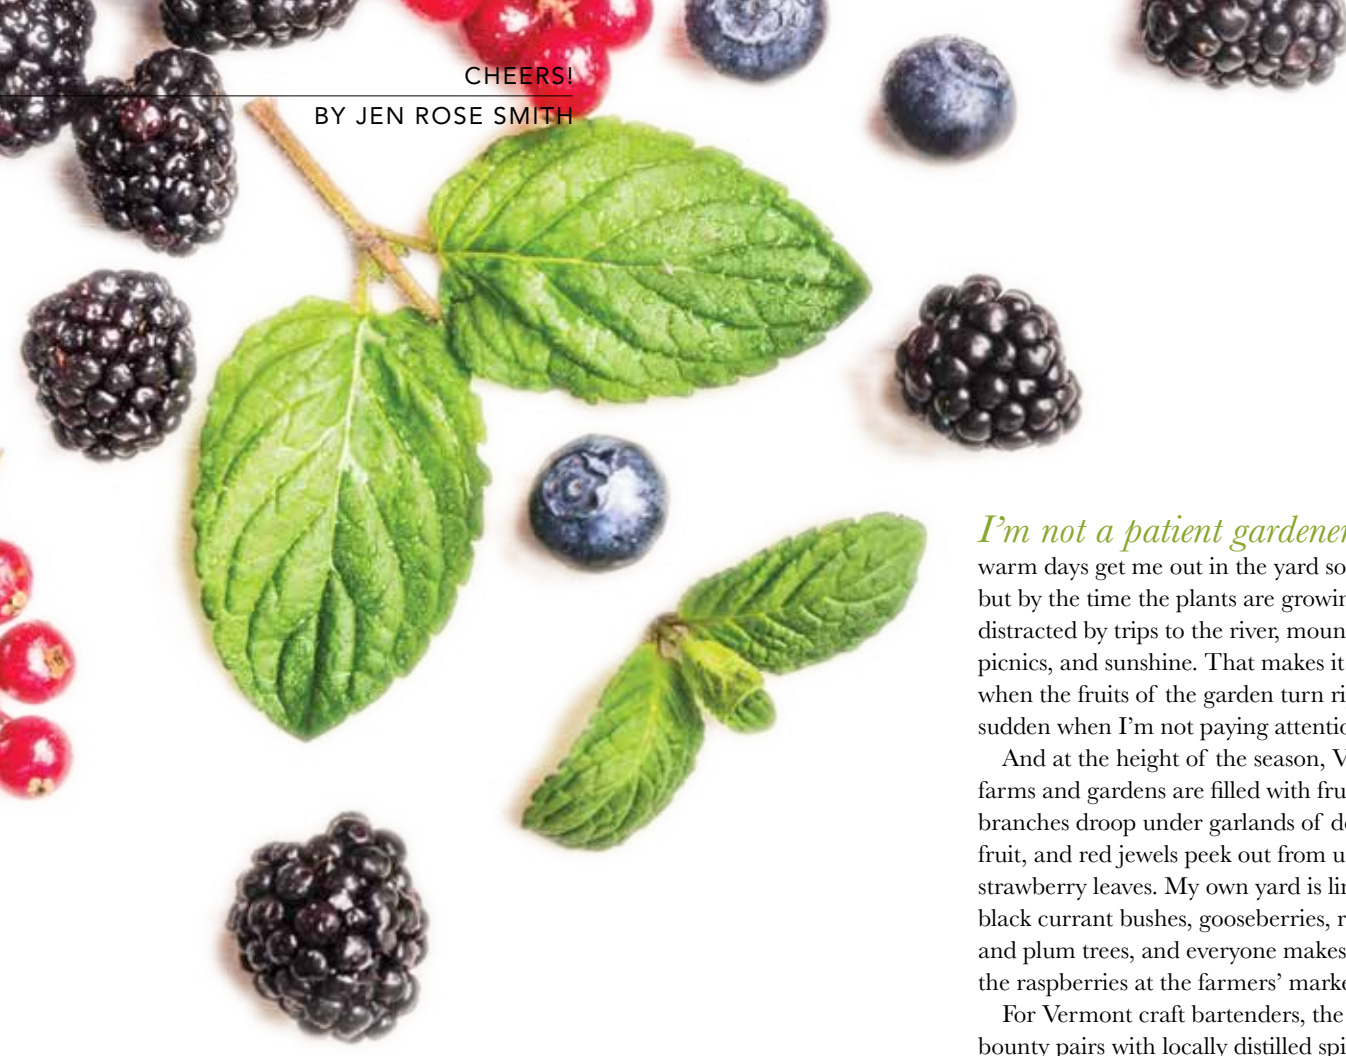 CHEERS!
BY JEN ROSE SMITH
I’m not a patient gardener
warm days get me out in the yard so
but by the time the plants are growin
distracted by trips to the river, moun
picnics, and sunshine. That makes it
when the fruits of the garden turn ri
sudden when I’m not paying attentio
And at the height of the season, V
farms and gardens are filled with fru
branches droop under garlands of de
fruit, and red jewels peek out from u
strawberry leaves. My own yard is lin
black currant bushes, gooseberries, r
and plum trees, and everyone makes
the raspberries at the farmers’ marke
For Vermont craft bartenders, the
bounty pairs with locally distilled spi